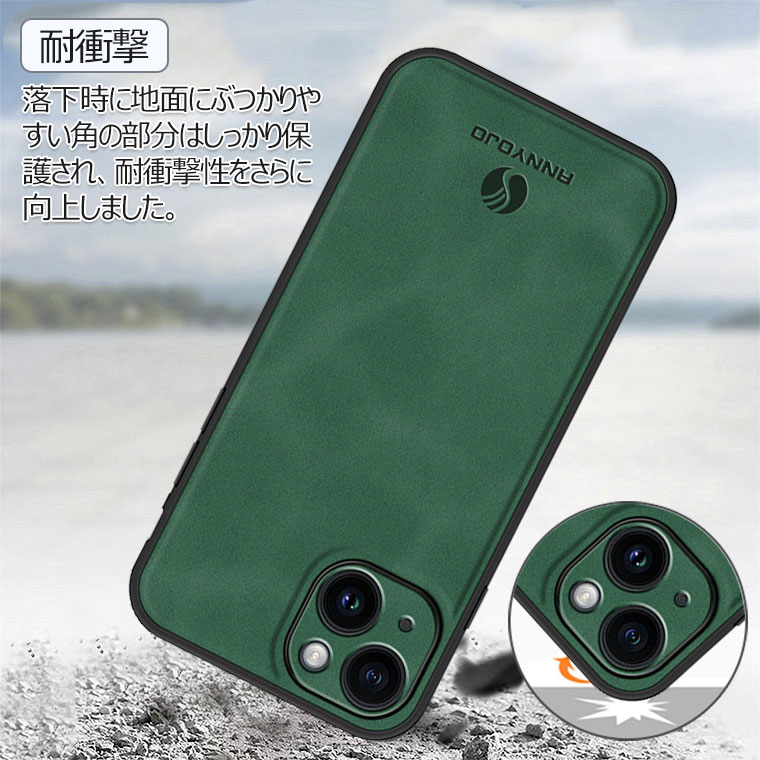 耐衝撃
落下時に地面にぶつかりや
すい角の部分はしっかり保
護され、耐衝撃性をさらに
向上しました。
ANNYOJO